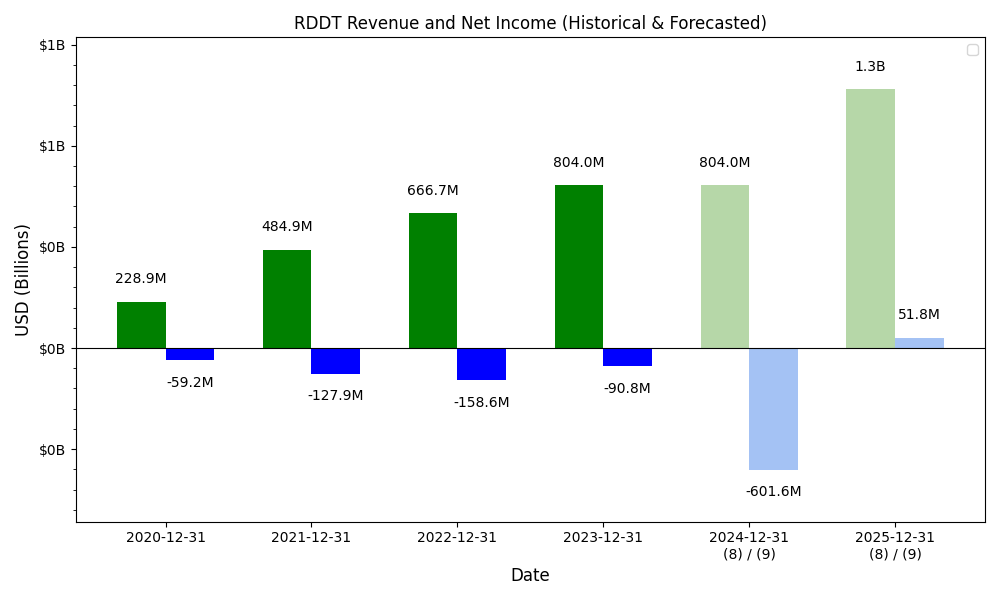 RDDT Revenue and Net Income (Historical & Forecasted)
$1B
1.3B
$1B
804.0M
804.0M
666.7M
484.9M
$0B
228.9M
51.8M
USD (Billions)
$0B
-59.2M
-127.9M
-158.6M
-90.8M
$0B
-601.6M
2020-12-31
2021-12-31
2022-12-31
2023-12-31
2024-12-31
(8) / (9)
2025-12-31
(8) / (9)
Date